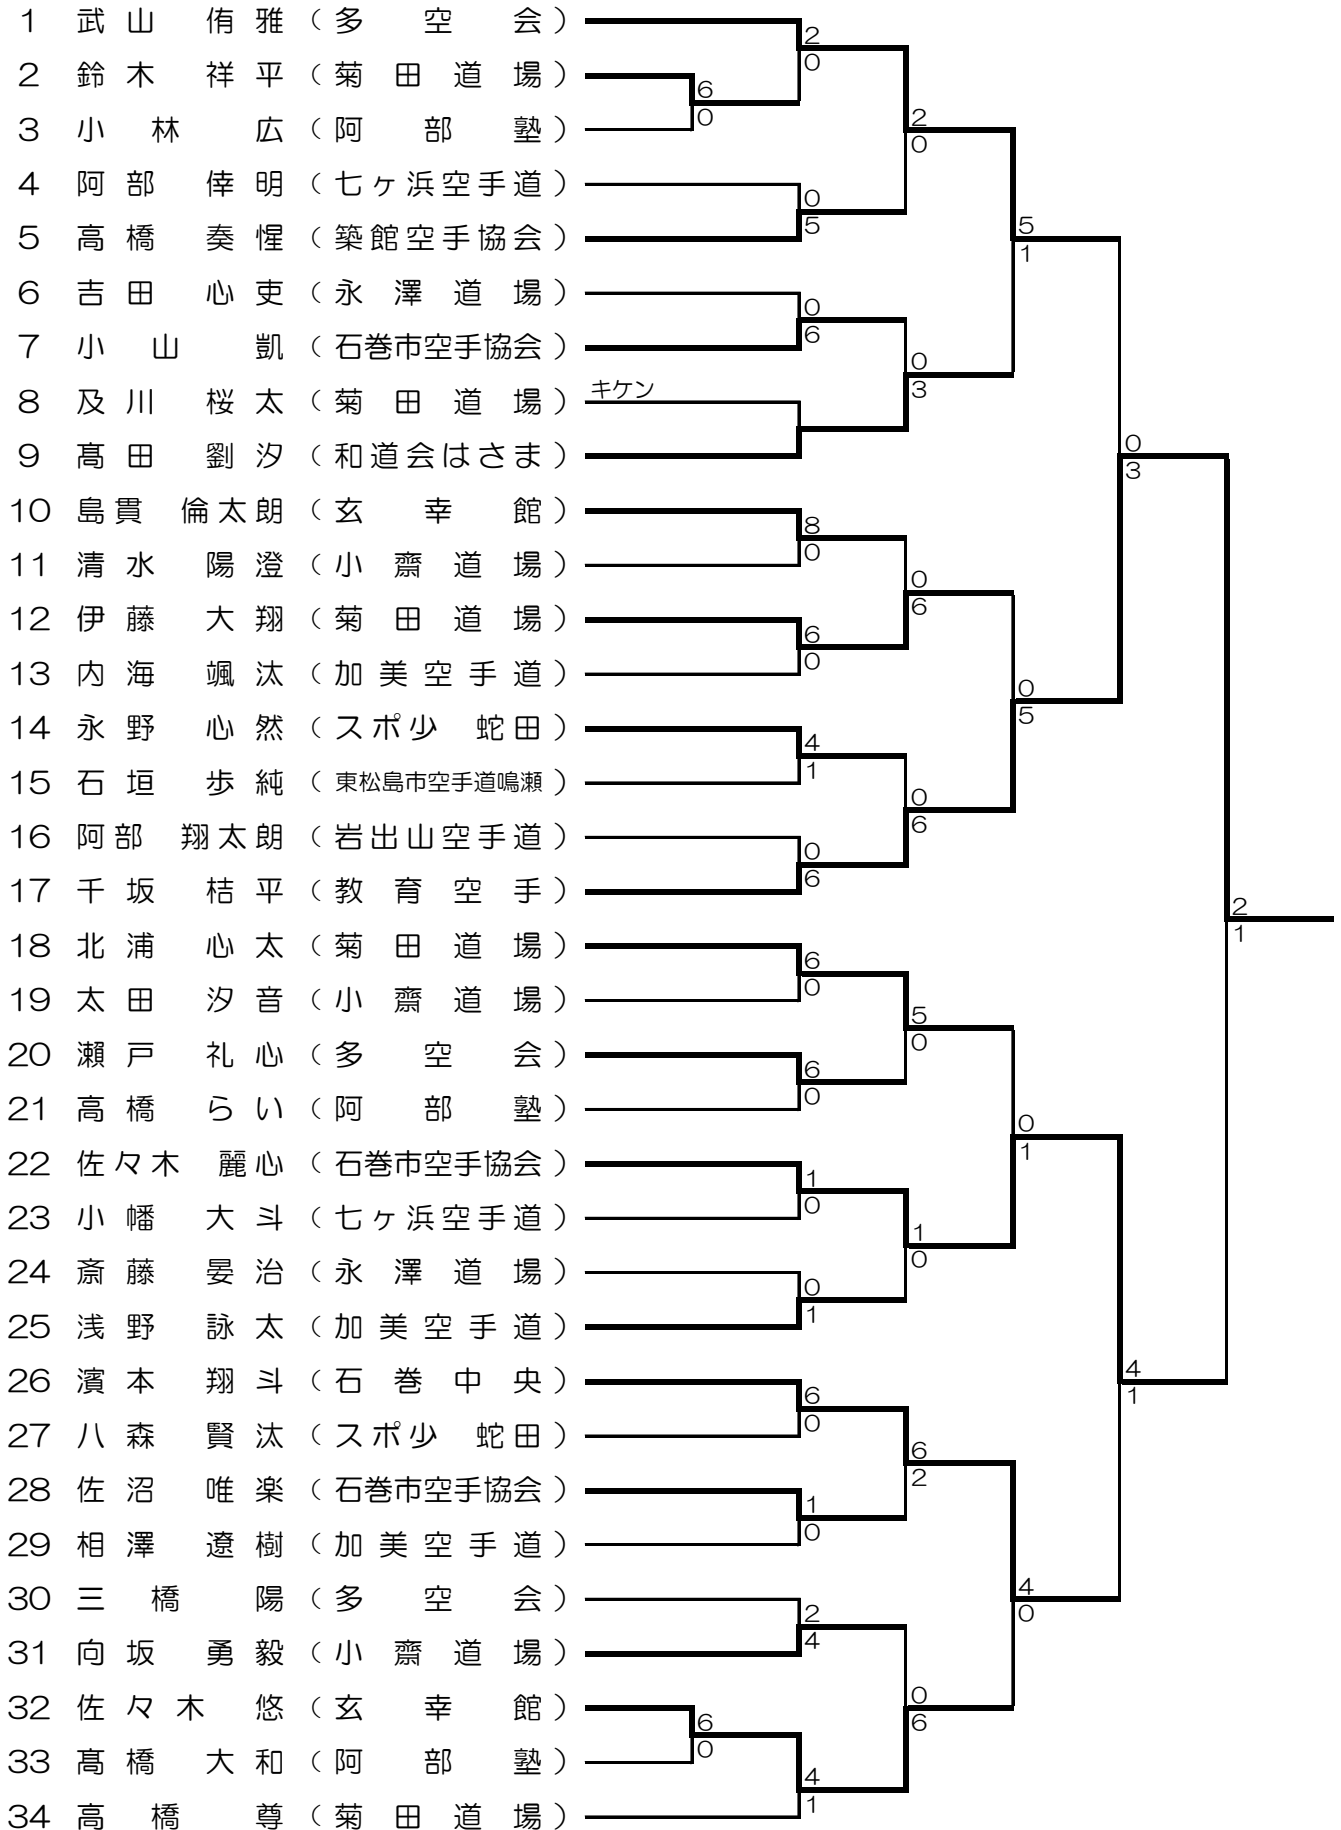 1 武山 侑雅（多空会）
2
0
2 鈴木 祥平（菊田道場）
6
0
3 小林 広（阿部塾）
2
0
4 阿部 倖明（七ヶ浜空手道）
0
5
5 高橋 奏惺（築館空手協会）
5
1
6 吉田 心吏（永澤道場）
0
6
7 小山 凱（石巻市空手協会）
0
3
8 及川 桜太（菊田道場）キケン
9 髙田 劉汐（和道会はさま）
0
3
10 島貫 倫太朗（玄幸館）
8
0
11 清水 陽澄（小齋道場）
0
6
12 伊藤 大翔（菊田道場）
6
0
13 内海 颯汰（加美空手道）
0
5
14 永野 心然（スポ少 蛇田）
4
1
15 石垣 歩純（東松島市空手道鳴瀬）
0
6
16 阿部 翔太朗（岩出山空手道）
0
6
17 千坂 桔平（教育空手）
2
1
18 北浦 心太（菊田道場）
6
0
19 太田 汐音（小齋道場）
5
0
20 瀬戸 礼心（多空会）
6
0
21 高橋 らい（阿部塾）
0
1
22 佐々木 麗心（石巻市空手協会）
1
0
23 小幡 大斗（七ヶ浜空手道）
1
0
24 斎藤 晏治（永澤道場）
0
1
25 浅野 詠太（加美空手道）
4
1
26 濱本 翔斗（石巻中央）
6
0
27 八森 賢汰（スポ少 蛇田）
6
2
28 佐沼 唯楽（石巻市空手協会）
1
0
29 相澤 遼樹（加美空手道）
4
0
30 三橋 陽（多空会）
2
4
31 向坂 勇毅（小齋道場）
0
6
32 佐々木 悠（玄幸館）
6
0
33 髙橋 大和（阿部塾）
4
1
34 高橋 尊（菊田道場）